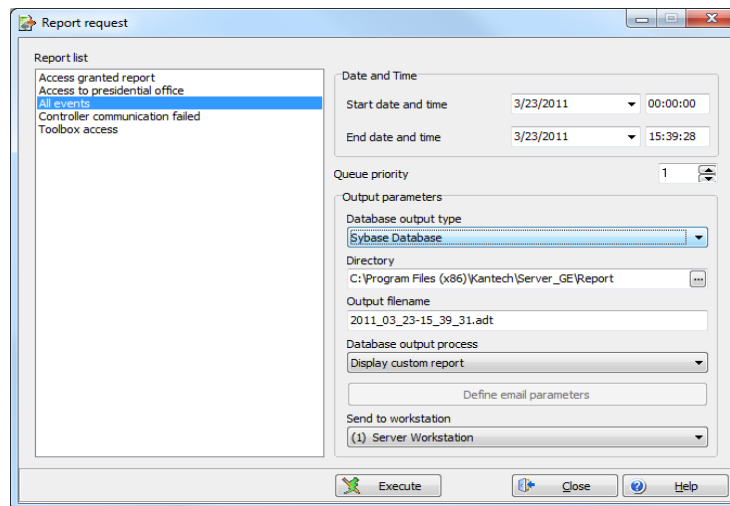 Report request
Report list
Access granted report
Access to presidential office
All events
Controller communication failed
Toolbox access
Date and Time
Start date and time 3/23/2011 00:00:00
End date and time 3/23/2011 15:39:28
Queue priority 1
Output parameters
Database output type
Sybase Database
Directory
C:\Program Files (x86)\Kantech\Server_GE\Report ...
Output filename
2011_03_23-15_39_31.adt
Database output process
Display custom report
Define email parameters
Send to workstation
(1) Server Workstation
Execute Close Help